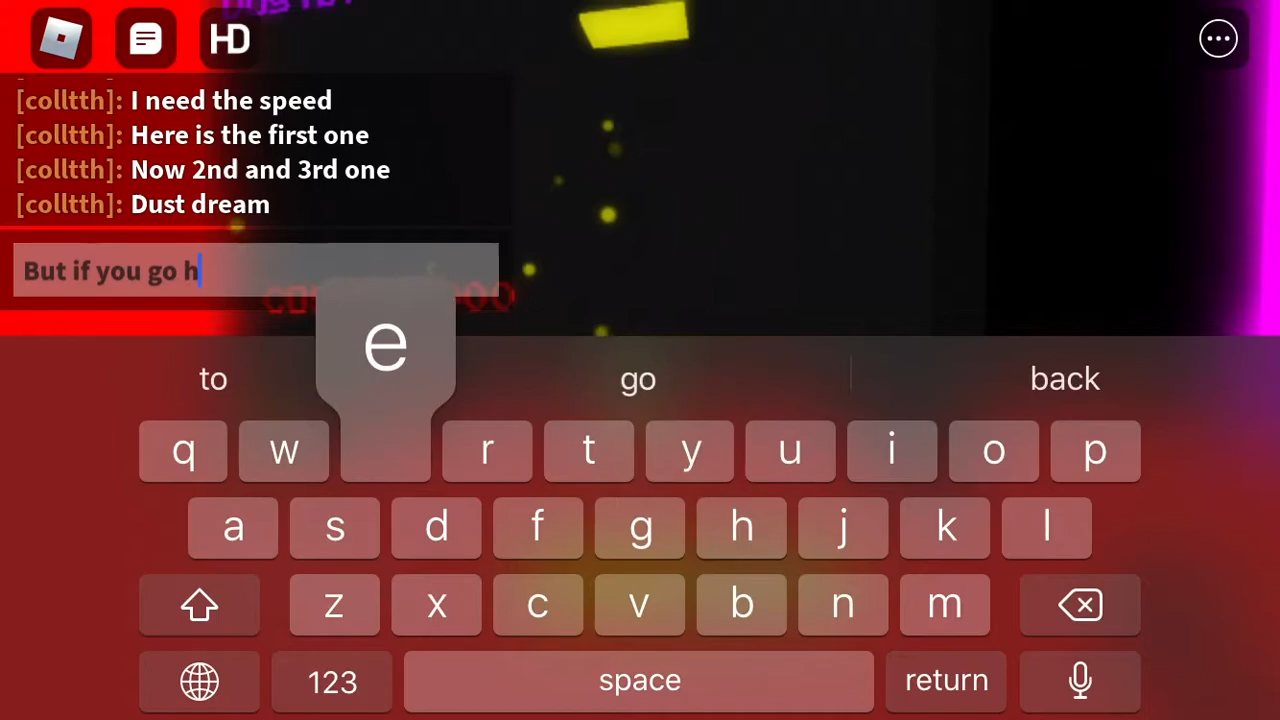 HD
[colltth]: I need the speed
[colltth]: Here is the first one
[colltth]: Now 2nd and 3rd one
[colltth]: Dust dream
But if you go h
e
to go back
q w r t y u i o p
a s d f g h j k l
z x c v b n m
123 space return